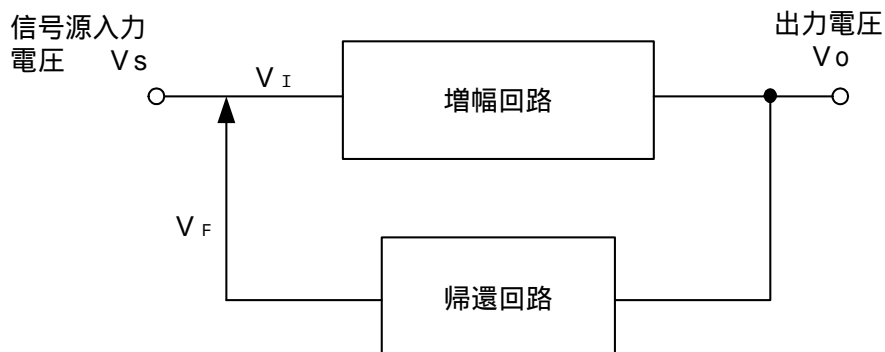 信号源入力
電圧 Vs
出力電圧
Vo
VI
増幅回路
VF
帰還回路